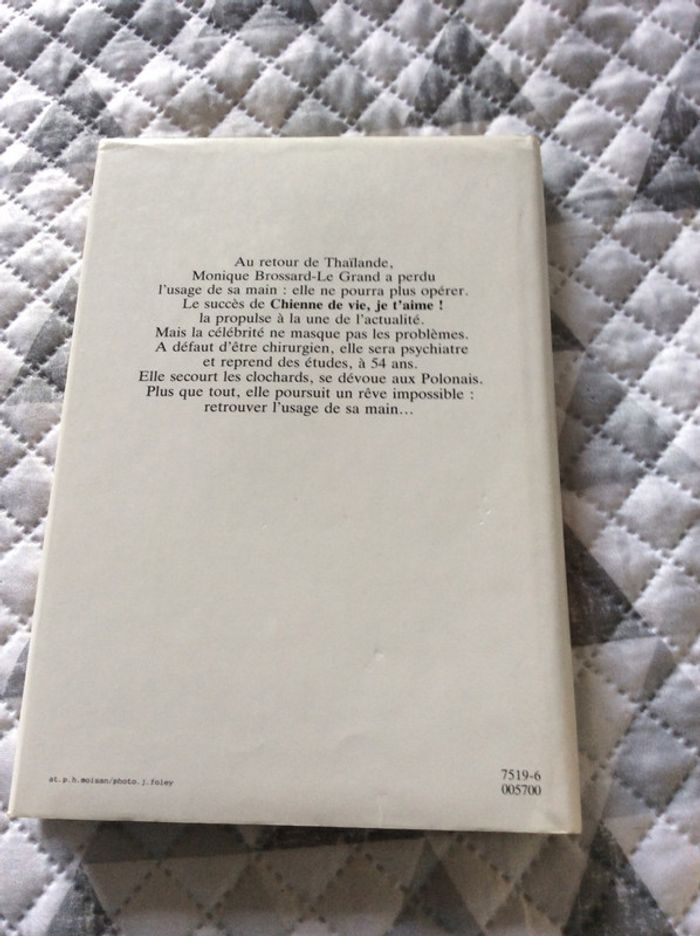 Au retour de Thaïlande,
Monique Brossard-Le Grand a perdu
l'usage de sa main : elle ne pourra plus opérer.
Le succès de Chienne de vie, je t'aime !
la propulse à la une de l'actualité.
Mais la célébrité ne masque pas les problèmes.
A défaut d'être chirurgien, elle sera psychiatre
et reprend des études, à 54 ans.
Elle secourt les clochards, se dévoue aux Polonais.
Plus que tout, elle poursuit un rêve impossible :
retrouver l'usage de sa main...
at.p.h.moisan/photo.j.foley
7519-6
005700